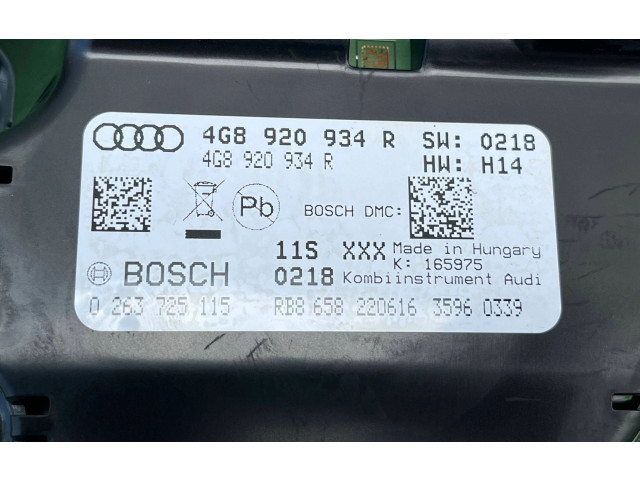 4G8 920 934 R SW: 0218
4G8 920 934 R HW: H14
Pb BOSCH DMC:
11S XXX Made in Hungary
K: 165975
BOSCH 0218 Kombiinstrument Audi
0 263 725 115 RB8 658 220616 3596 0339